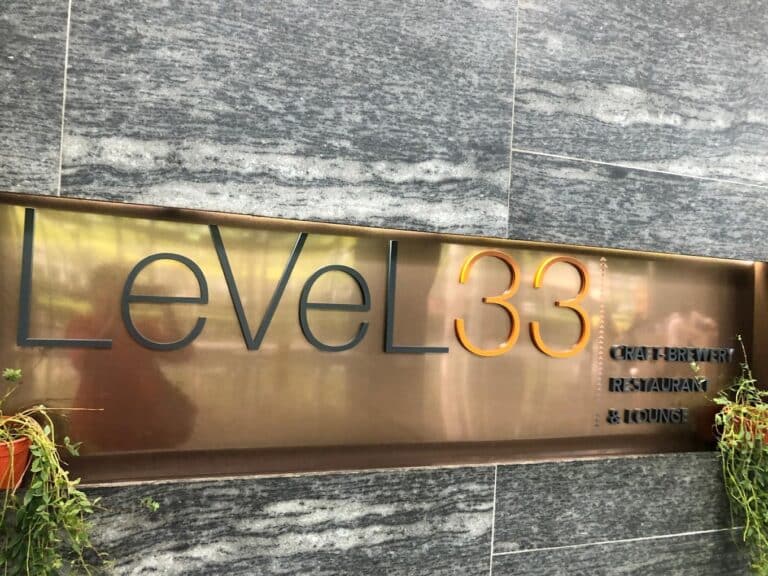 LeVeL33
CRAFT-BREWERY
RESTAURANT
& LOUNGE